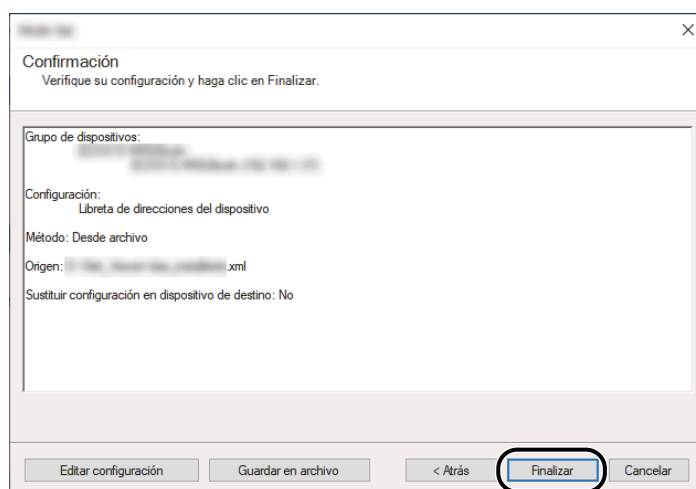 Confirmación
Verifique su configuración y haga clic en Finalizar.
Grupo de dispositivos:
Configuración:
Libreta de direcciones del dispositivo
Método: Desde archivo
Origen: .xml
Sustituir configuración en dispositivo de destino: No
Editar configuración
Guardar en archivo
< Atrás
Finalizar
Cancelar